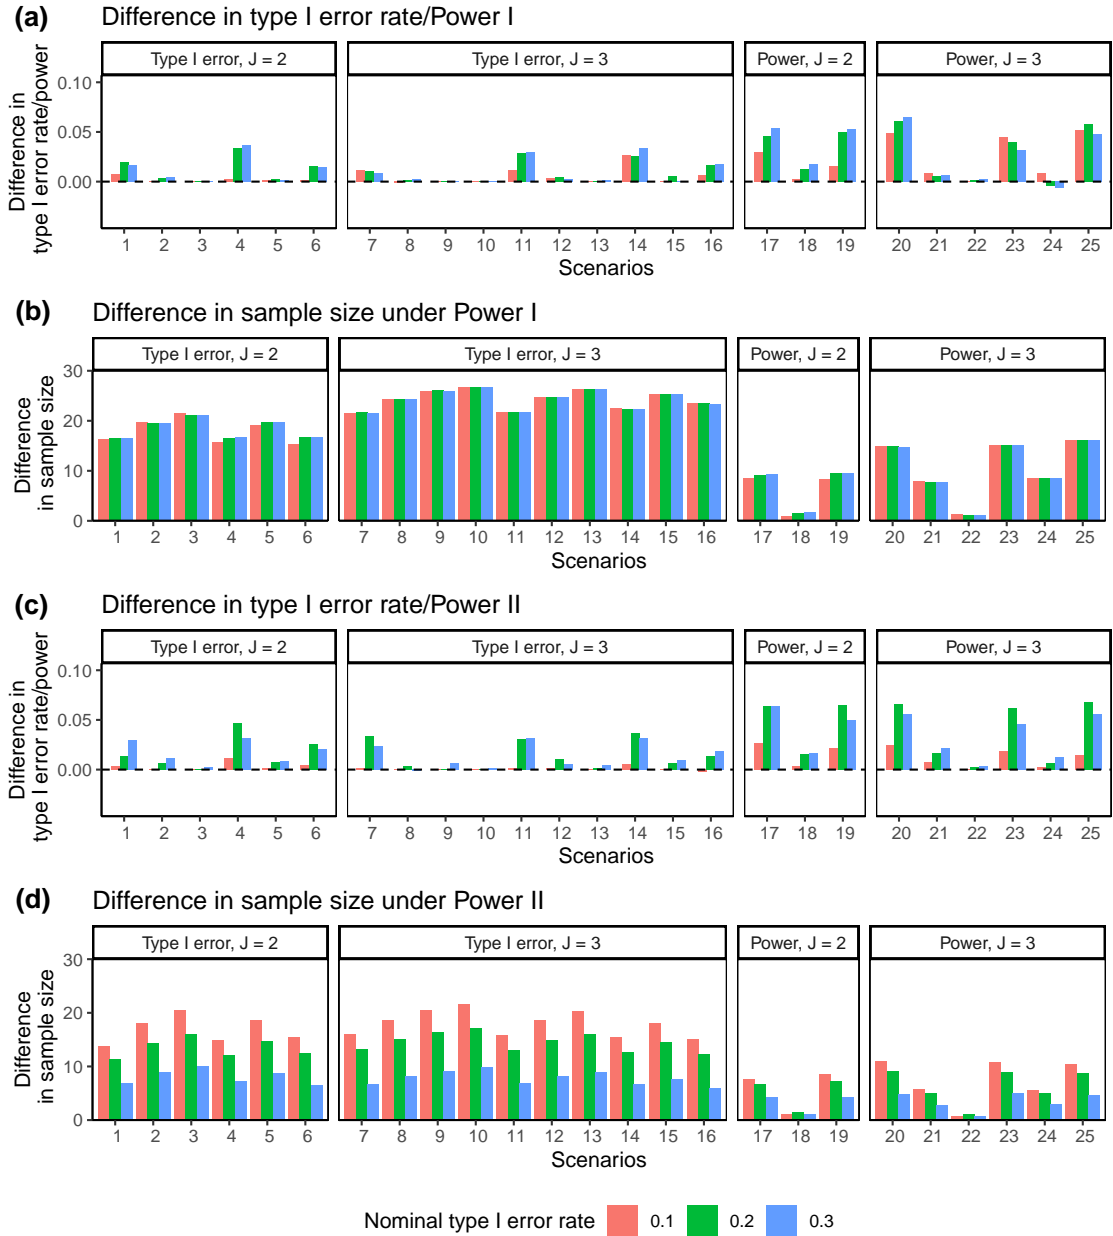 (a) Difference in type I error rate/Power I
Type I error, J = 2 Type I error, J = 3 Power, J = 2 Power, J = 3
Difference in
type I error rate/power
0.10
0.05
0.00
1 2 3 4 5 6 7 8 9 10 11 12 13 14 15 16 17 18 19 20 21 22 23 24 25
Scenarios
(b) Difference in sample size under Power I
Type I error, J = 2 Type I error, J = 3 Power, J = 2 Power, J = 3
Difference
in sample size
30
20
10
0
1 2 3 4 5 6 7 8 9 10 11 12 13 14 15 16 17 18 19 20 21 22 23 24 25
Scenarios
(c) Difference in type I error rate/Power II
Type I error, J = 2 Type I error, J = 3 Power, J = 2 Power, J = 3
Difference in
type I error rate/power
0.10
0.05
0.00
1 2 3 4 5 6 7 8 9 10 11 12 13 14 15 16 17 18 19 20 21 22 23 24 25
Scenarios
(d) Difference in sample size under Power II
Type I error, J = 2 Type I error, J = 3 Power, J = 2 Power, J = 3
Difference
in sample size
30
20
10
0
1 2 3 4 5 6 7 8 9 10 11 12 13 14 15 16 17 18 19 20 21 22 23 24 25
Scenarios
Nominal type I error rate 0.1 0.2 0.3